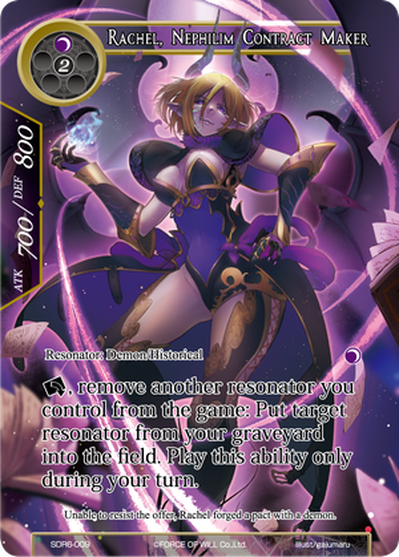 Rachel, Nephilim Contract Maker
2
ATK 700 / DEF 800
Resonator: Demon/Historical
, remove another resonator you
control from the game: Put target
resonator from your graveyard
into the field. Play this ability only
during your turn.
Unable to resist the offer, Rachel forged a pact with a demon.
SDR6-009 ©FORCE OF WILL Co.,Ltd. illust/gaiumaru